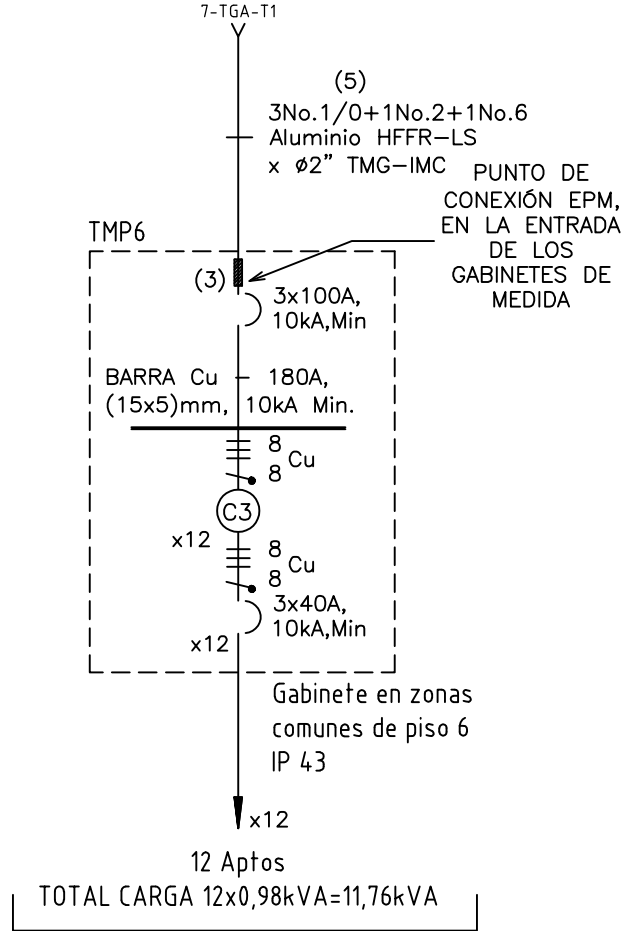 7-TGA-T1
(5)
3No.1/0+1No.2+1No.6
Aluminio HFFR-LS
x Ø2" TMG-IMC
PUNTO DE
CONEXIÓN EPM,
EN LA ENTRADA
DE LOS
GABINETES DE
MEDIDA
TMP6
(3)
3x100A,
10kA,Min
BARRA Cu 180A,
(15x5)mm, 10kA Min.
8
Cu
8
C3
x12
8
Cu
8
3x40A,
10kA,Min
x12
Gabinete en zonas
comunes de piso 6
IP 43
x12
12 Aptos
TOTAL CARGA 12x0,98kVA=11,76kVA